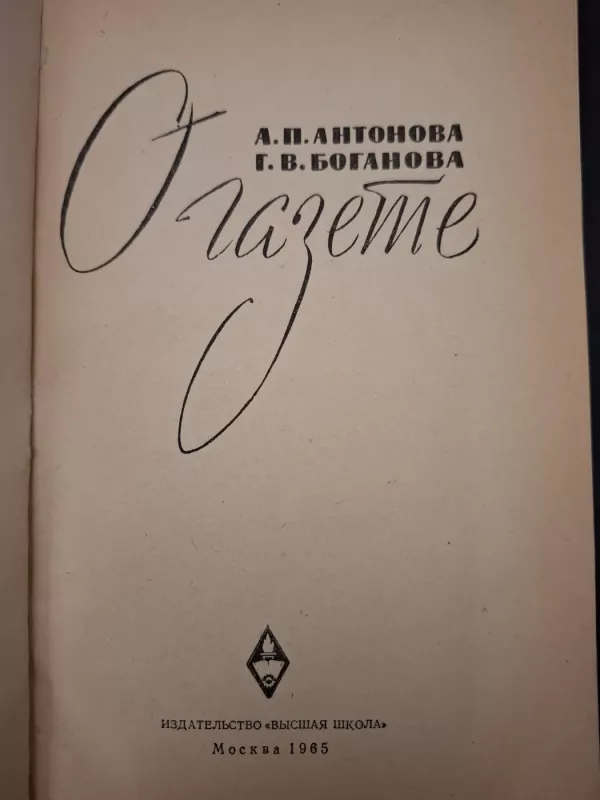 А. П. АНТОНОВА
Г. В. БОГАНОВА
О газете
ИЗДАТЕЛЬСТВО «ВЫСШАЯ ШКОЛА»
Москва 1965